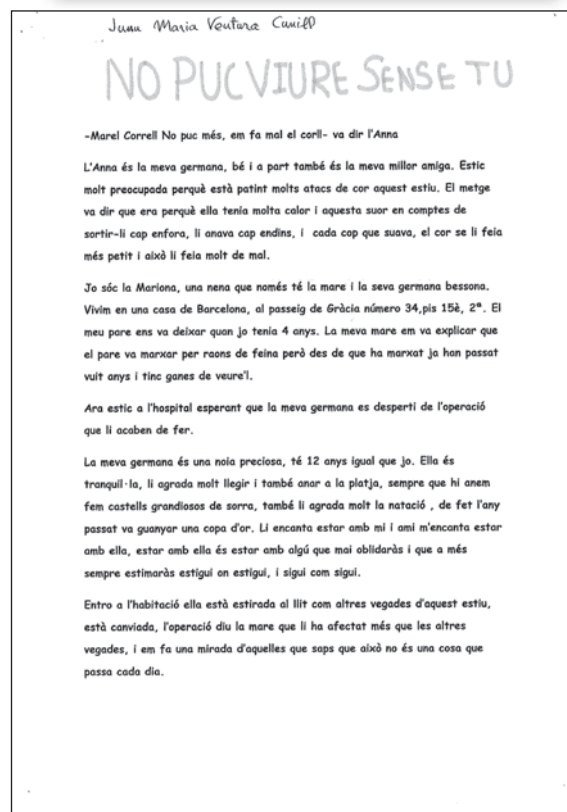 Maria Ventura
NO PUC VIURE SENSE TU
-Marel Correll No puc més, em fa mal el corll- va dir l'Anna
L'Anna és la meva germana, bé i a part també és la meva millor amiga. Estic
molt preocupada perquè està patint molts atacs de cor aquest estiu. El metge
va dir que era perquè ella tenia molta calor i aquesta suor en comptes de
sortir-li cap enfora, li anava cap endins, i cada cop que suava, el cor se li feia
més petit i això li feia molt de mal.
Jo sóc la Mariona, una nena que només té la mare i la seva germana bessona.
Vivim en una casa de Barcelona, al passeig de Gràcia número 34,pis 15è, 2ª. El
meu pare ens va deixar quan jo tenia 4 anys. La meva mare em va explicar que
el pare va marxar per raons de feina però des de que ha marxat ja han passat
vuit anys i tinc ganes de veure'l.
Ara estic a l'hospital esperant que la meva germana es desperti de l'operació
que li acaben de fer.
La meva germana és una noia preciosa, té 12 anys igual que jo. Ella és
tranquil·la, li agrada molt llegir i també anar a la platja, sempre que hi anem
fem castells grandiosos de sorra, també li agrada molt la natació , de fet l'any
passat va guanyar una copa d'or. Li encanta estar amb mi i ami m'encanta estar
amb ella, estar amb ella és estar amb algú que mai oblidaràs i que a més
sempre estimaràs estigui on estigui, i sigui com sigui.
Entro a l'habitació ella està estirada al llit com altres vegades d'aquest estiu,
està canviada, l'operació diu la mare que li ha afectat més que les altres
vegades, i em fa una mirada d'aquelles que saps que això no és una cosa que
passa cada dia.